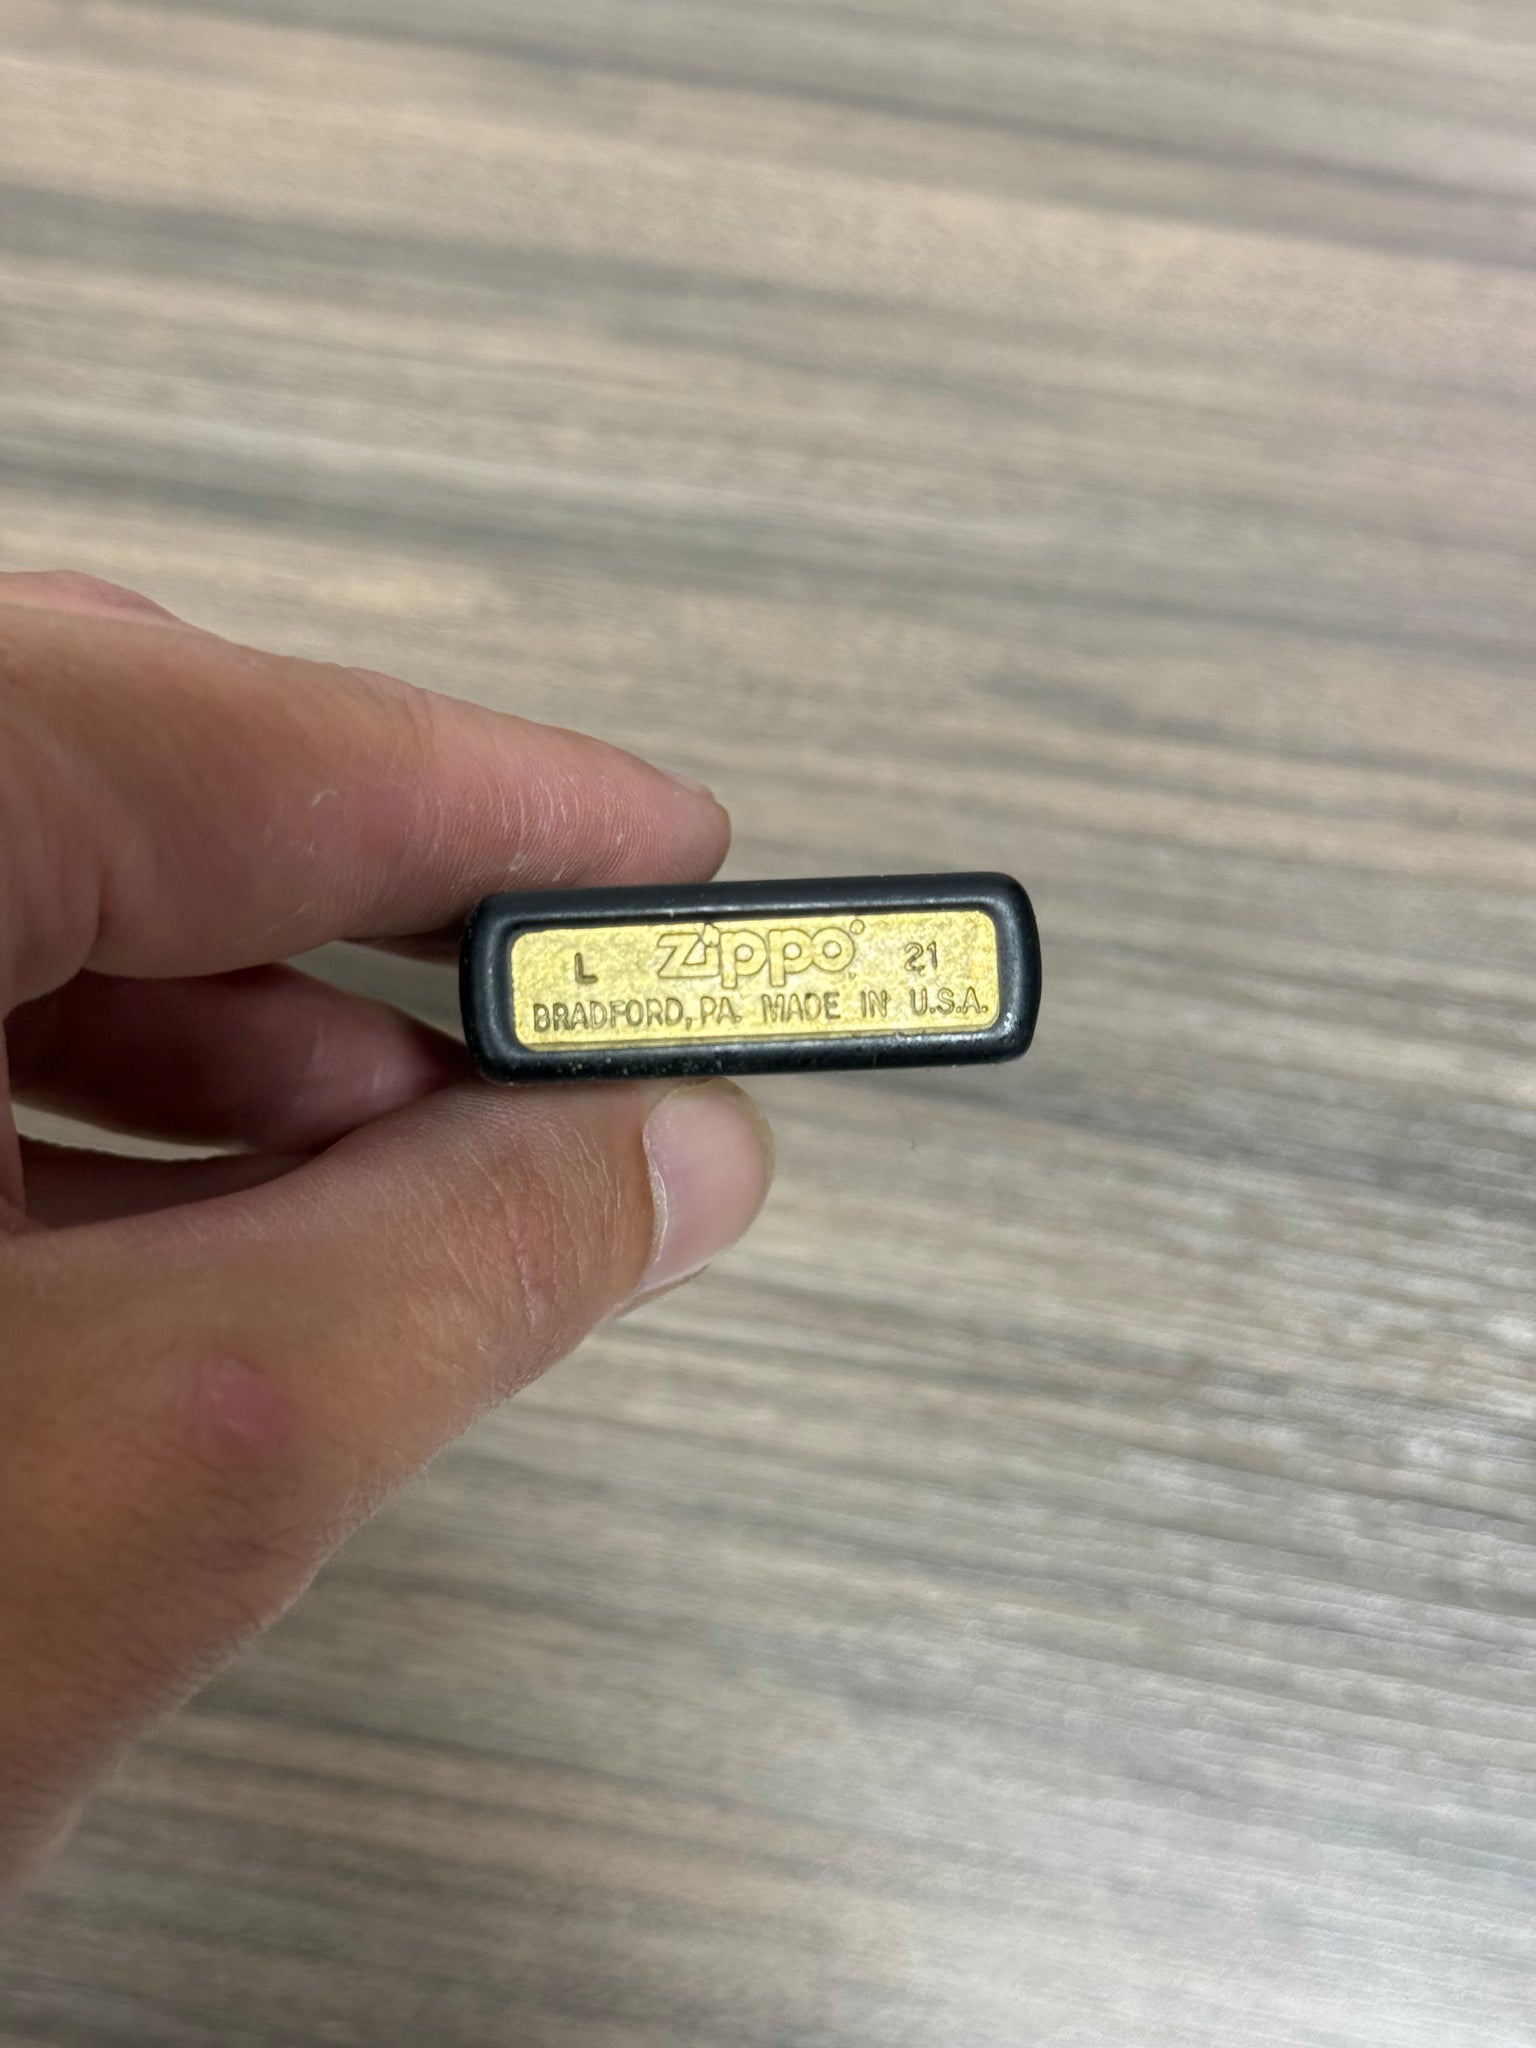 L zippo® 21
BRADFORD, PA. MADE IN U.S.A.